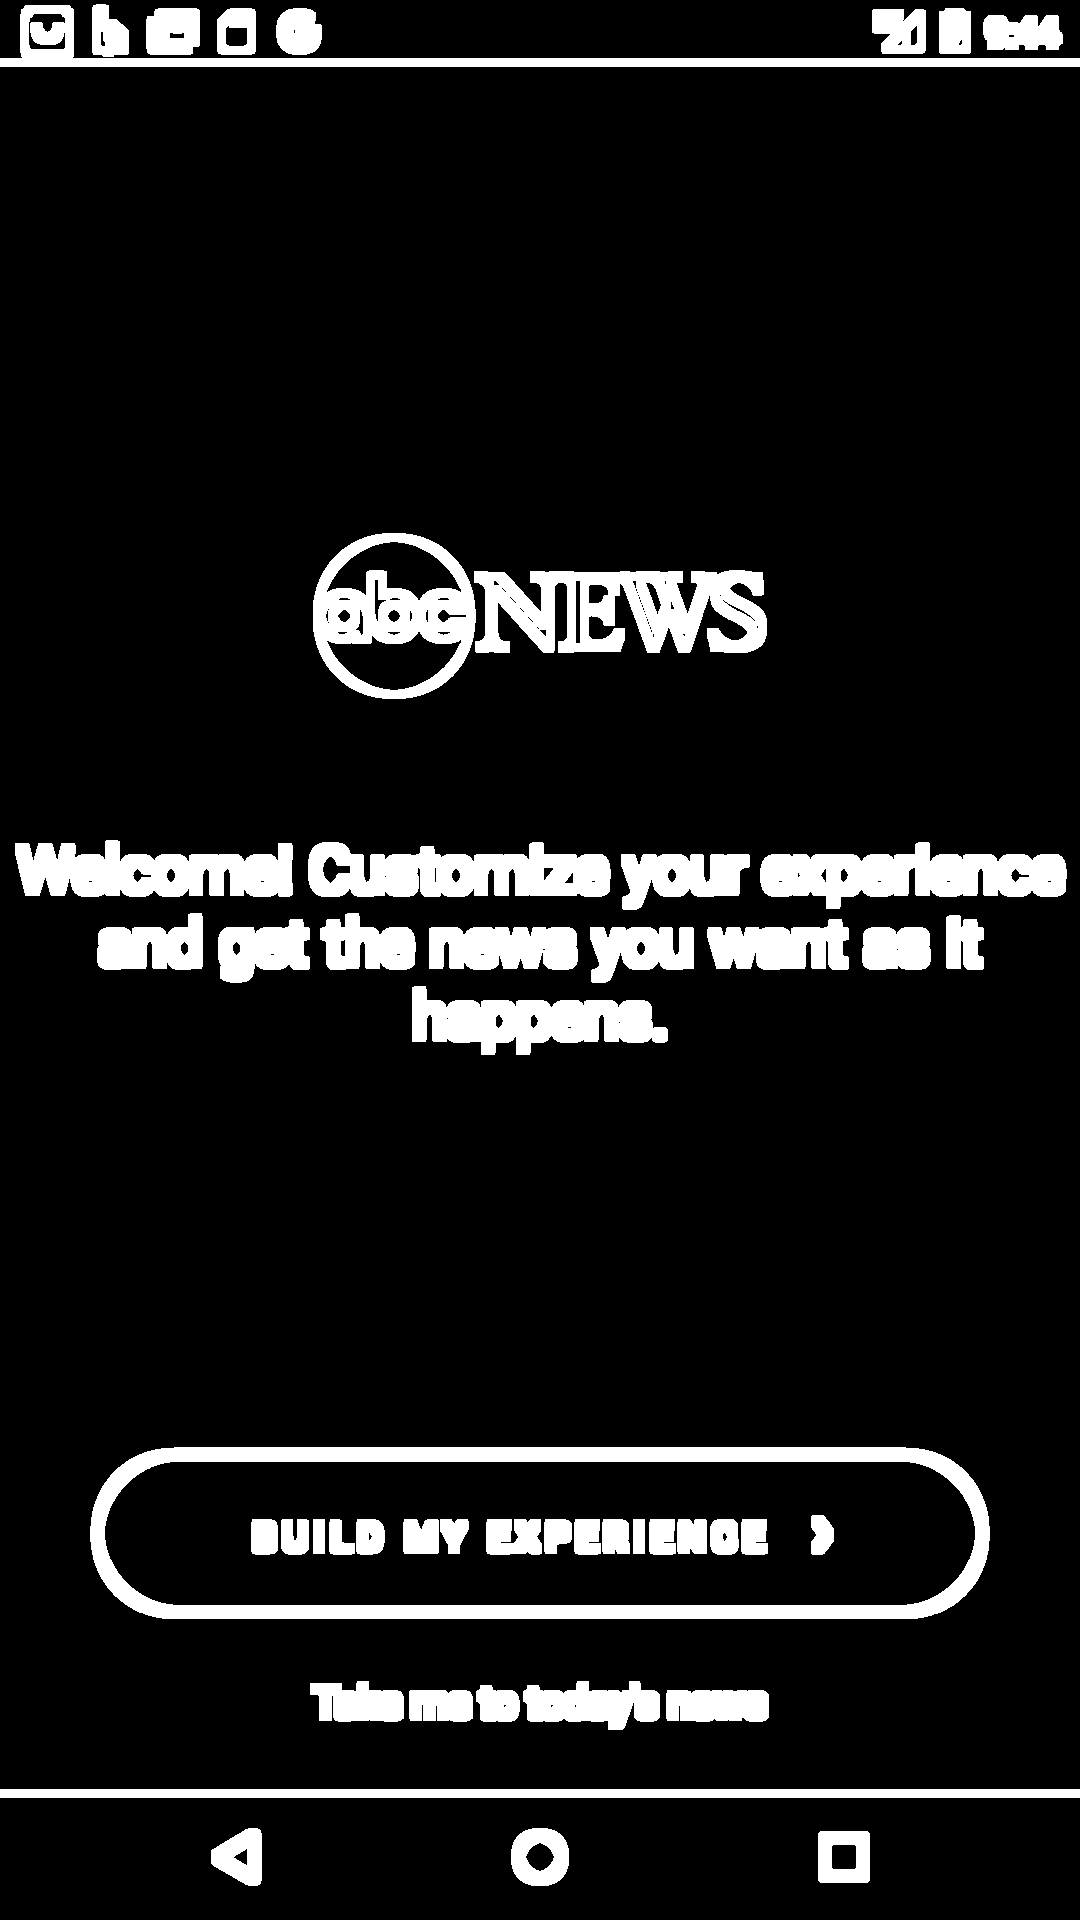 9:44
abc NEWS
Welcome! Customize your experience
and get the news you want as it
happens.
BUILD MY EXPERIENCE
Take me to today's news